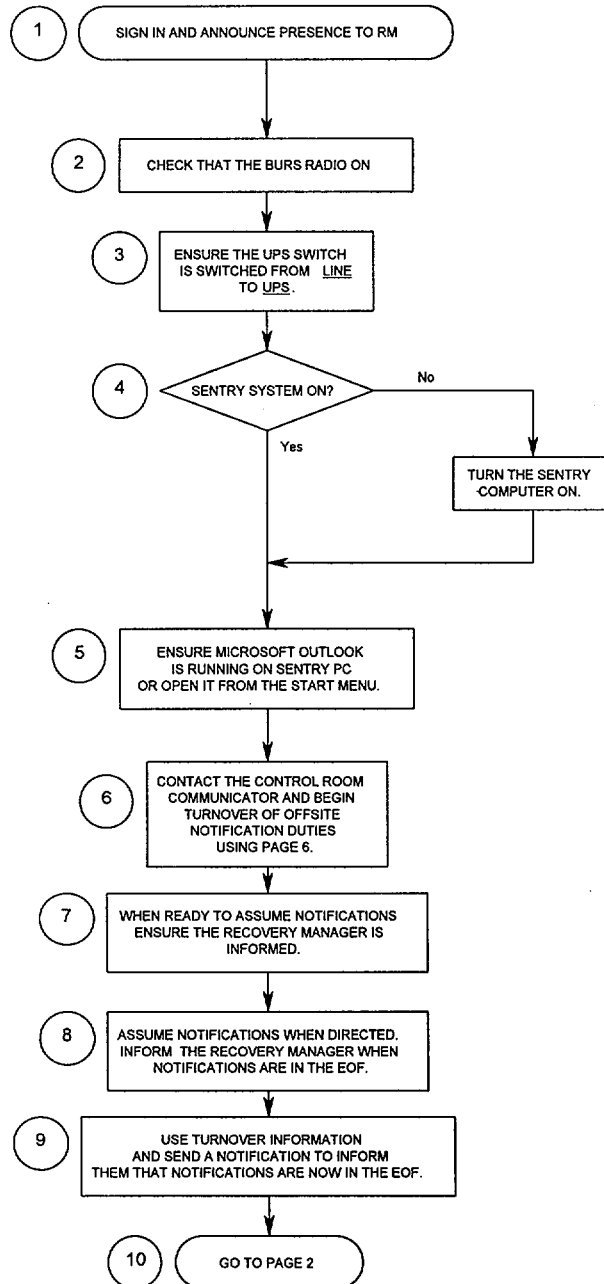 1
SIGN IN AND ANNOUNCE PRESENCE TO RM
2
CHECK THAT THE BURS RADIO ON
3
ENSURE THE UPS SWITCH
IS SWITCHED FROM LINE
TO UPS.
4
SENTRY SYSTEM ON?
No
Yes
TURN THE SENTRY
COMPUTER ON.
5
ENSURE MICROSOFT OUTLOOK
IS RUNNING ON SENTRY PC
OR OPEN IT FROM THE START MENU.
6
CONTACT THE CONTROL ROOM
COMMUNICATOR AND BEGIN
TURNOVER OF OFFSITE
NOTIFICATION DUTIES
USING PAGE 6.
7
WHEN READY TO ASSUME NOTIFICATIONS
ENSURE THE RECOVERY MANAGER IS
INFORMED.
8
ASSUME NOTIFICATIONS WHEN DIRECTED.
INFORM THE RECOVERY MANAGER WHEN
NOTIFICATIONS ARE IN THE EOF.
9
USE TURNOVER INFORMATION
AND SEND A NOTIFICATION TO INFORM
THEM THAT NOTIFICATIONS ARE NOW IN THE EOF.
10
GO TO PAGE 2